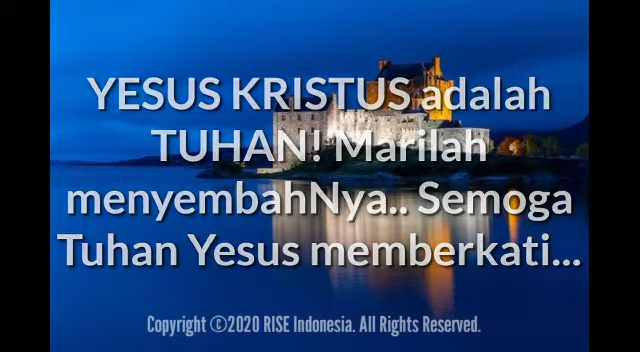 YESUS KRISTUS adalah
TUHAN! Marilah
menyembahNya.. Semoga
Tuhan Yesus memberkati...
Copyright ©2020 RISE Indonesia. All Rights Reserved.